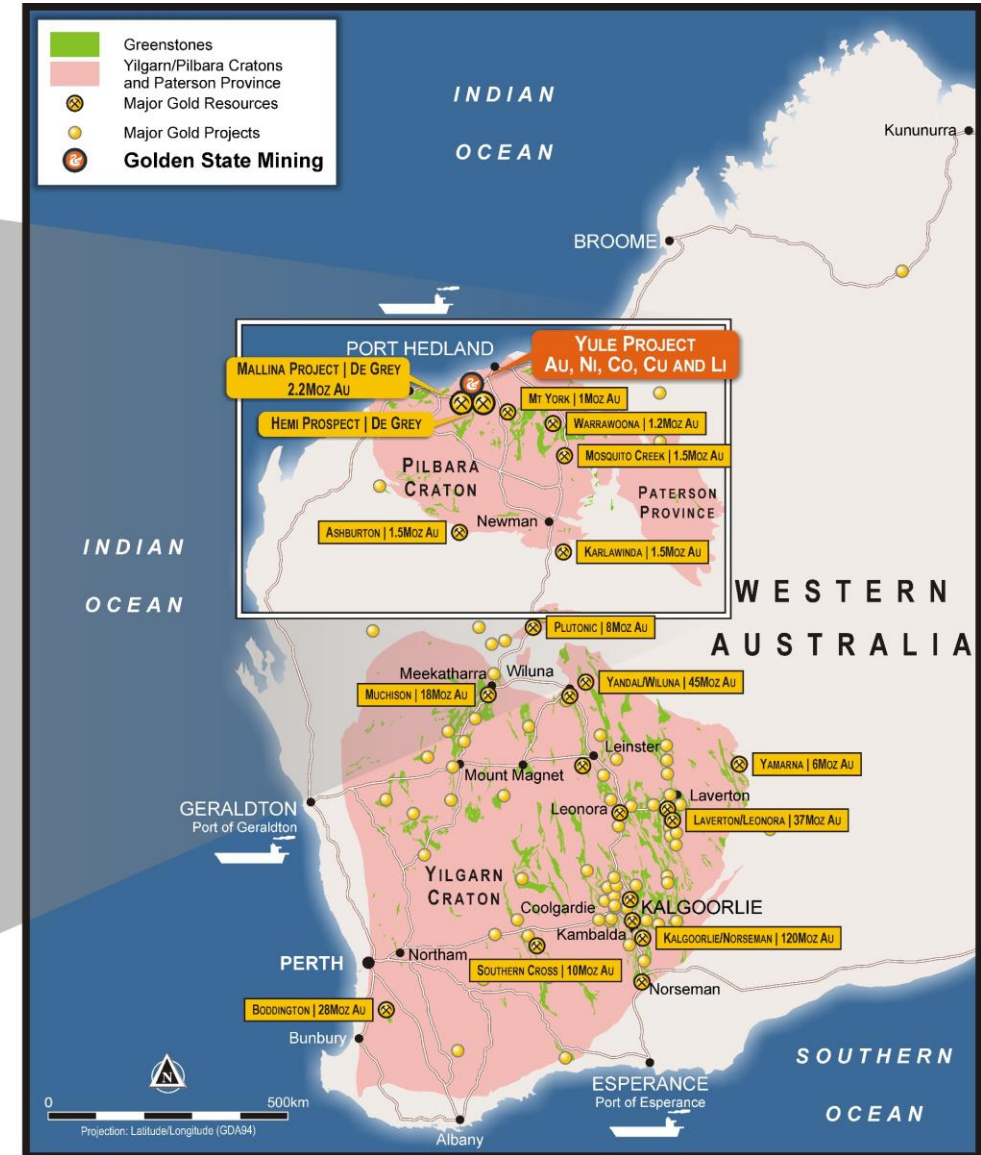 Greenstones
Yilgarn/Pilbara Cratons
and Paterson Province
Major Gold Resources
Major Gold Projects
Golden State Mining
INDIAN
OCEAN
Kununurra
BROOME
PORT HEDLAND
YULE PROJECT
AU, NI, CO, CU AND LI
MALLINA PROJECT | DE GREY
2.2MOZ AU
HEMI PROSPECT | DE GREY
MT YORK | 1MOZ AU
WARRAWOONA | 1.2MOZ AU
MOSQUITO CREEK | 1.5MOZ AU
PILBARA
CRATON
PATERSON
PROVINCE
Newman
ASHBURTON | 1.5MOZ AU
KARLAWINDA | 1.5MOZ AU
INDIAN
OCEAN
WESTERN
AUSTRALIA
PLUTONIC | 8MOZ AU
Meekatharra
Wiluna
YANDAL/WILUNA | 45MOZ AU
MUCHISON | 18MOZ AU
Leinster
Mount Magnet
YAMARNA | 6MOZ AU
Laverton
GERALDTON
Port of Geraldton
Leonora
LAVERTON/LEONORA | 37MOZ AU
YILGARN
CRATON
Coolgardie
KALGOORLIE
Kambalda
KALGOORLIE/NORSEMAN | 120MOZ AU
PERTH
Northam
SOUTHERN CROSS | 10MOZ AU
Norseman
BODDINGTON | 28MOZ AU
Bunbury
SOUTHERN
OCEAN
ESPERANCE
Port of Esperance
N
0 500km
Projection: Latitude/Longitude (GDA94)
Albany